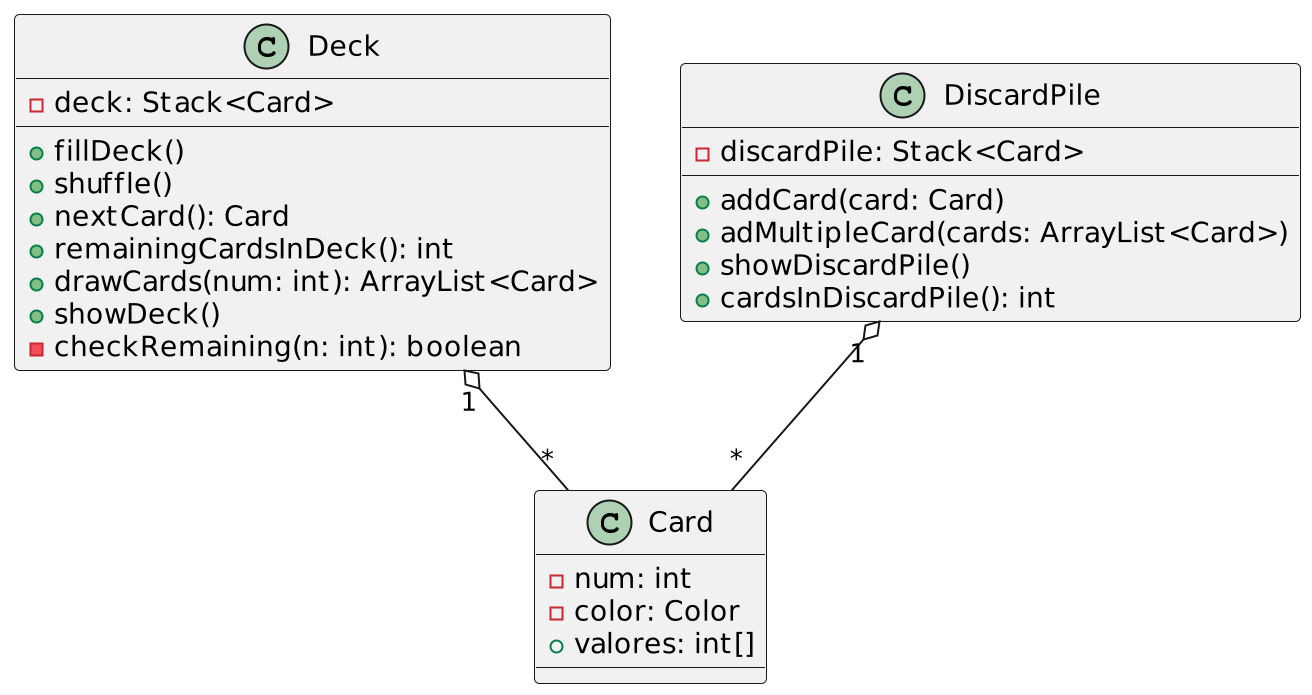 C Deck
deck: Stack<Card>
fillDeck()
shuffle()
nextCard(): Card
remainingCardsInDeck(): int
drawCards(num: int): ArrayList<Card>
showDeck()
checkRemaining(n: int): boolean
C DiscardPile
discardPile: Stack<Card>
addCard(card: Card)
adMultipleCard(cards: ArrayList<Card>)
showDiscardPile()
cardsInDiscardPile(): int
1
*
1
*
C Card
num: int
color: Color
valores: int[]